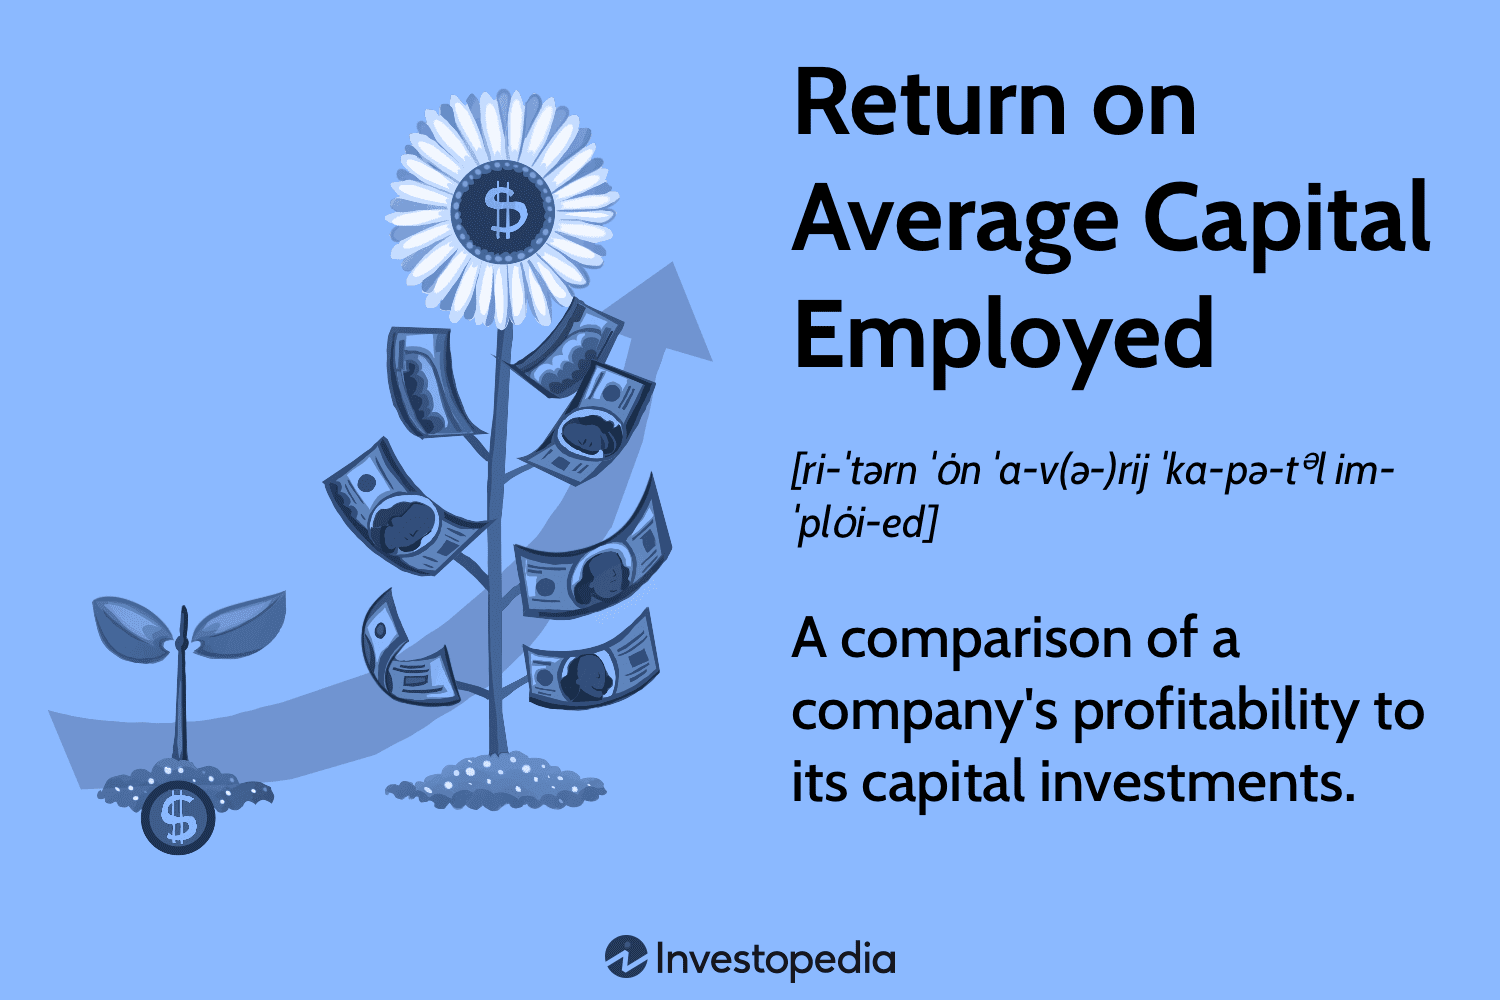 Return on
Average Capital
Employed
[ri-ˈtərn ˈȯn ˈa-v(ə-)rij ˈka-pə-tᵊl im-
ˈplȯi-ed]
A comparison of a
company's profitability to
its capital investments.
$
$
Investopedia